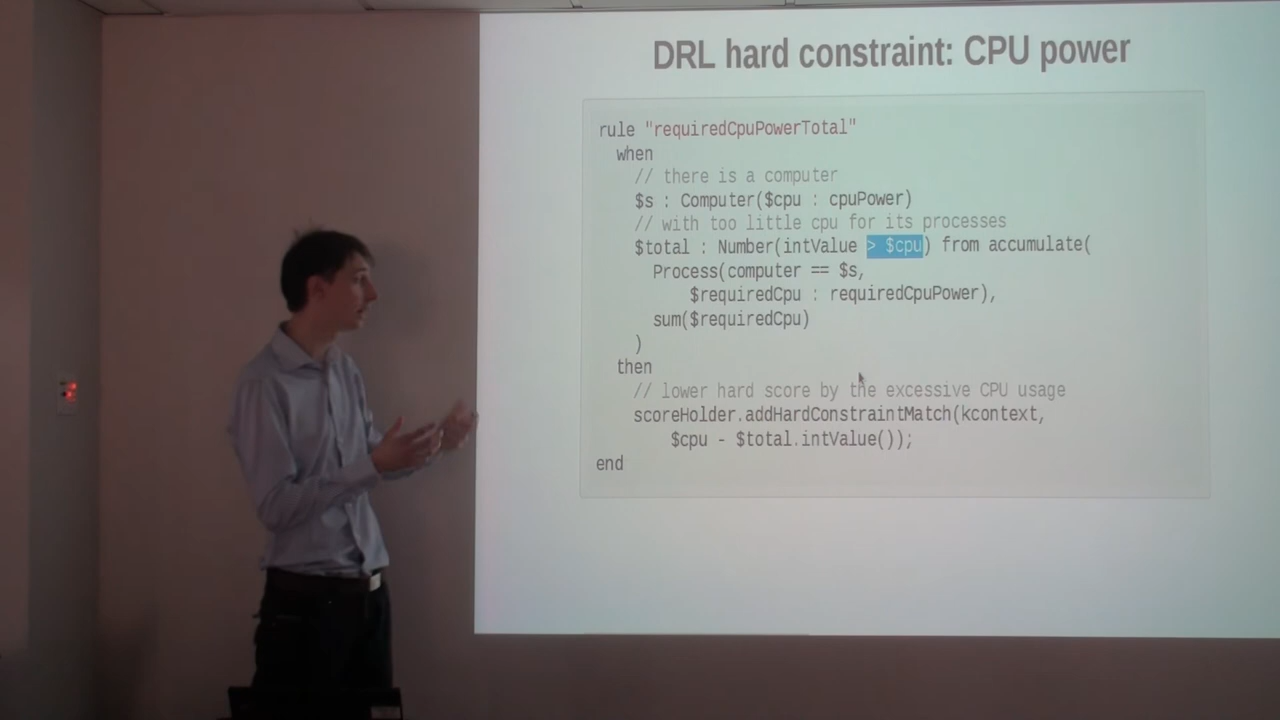 DRL hard constraint: CPU power
rule "requiredCpuPowerTotal"
when
// there is a computer
$s : Computer($cpu : cpuPower)
// with too little cpu for its processes
$total : Number(intValue > $cpu) from accumulate(
Process(computer == $s,
$requiredCpu : requiredCpuPower),
sum($requiredCpu)
)
then
// lower hard score by the excessive CPU usage
scoreHolder.addHardConstraintMatch(kcontext,
$cpu - $total.intValue());
end